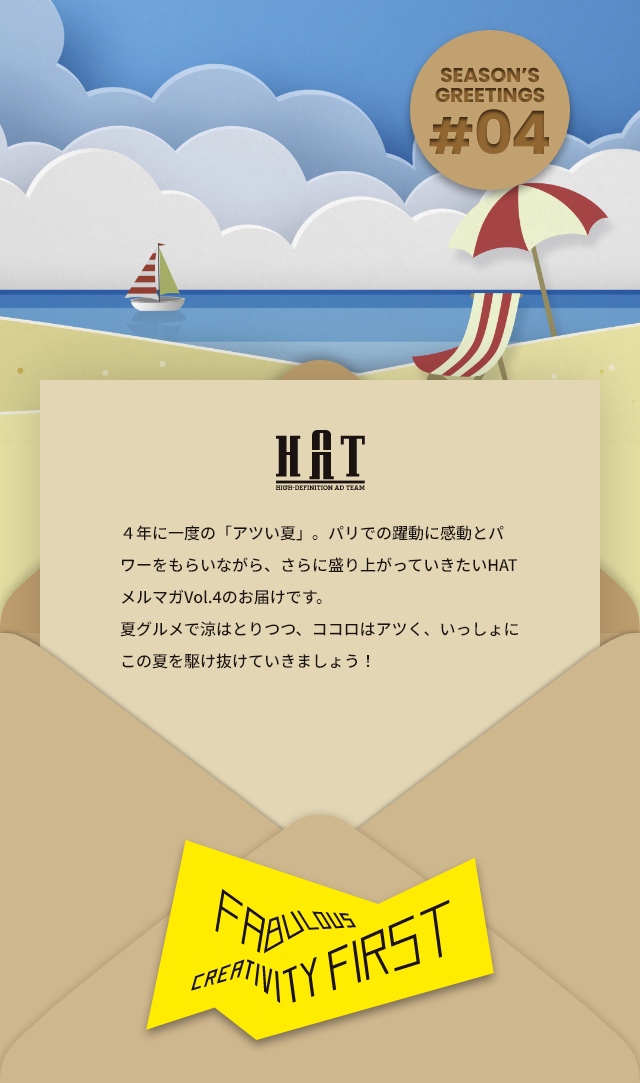 SEASON'S
GREETINGS
#04
HAT
HIGH-DEFINITION AD TEAM
４年に一度の「アツい夏」。パリでの躍動に感動とパ
ワーをもらいながら、さらに盛り上がっていきたいHAT
メルマガVol.4のお届けです。
夏グルメで涼はとりつつ、ココロはアツく、いっしょに
この夏を駆け抜けていきましょう！
FABULOUS
CREATIVITY FIRST